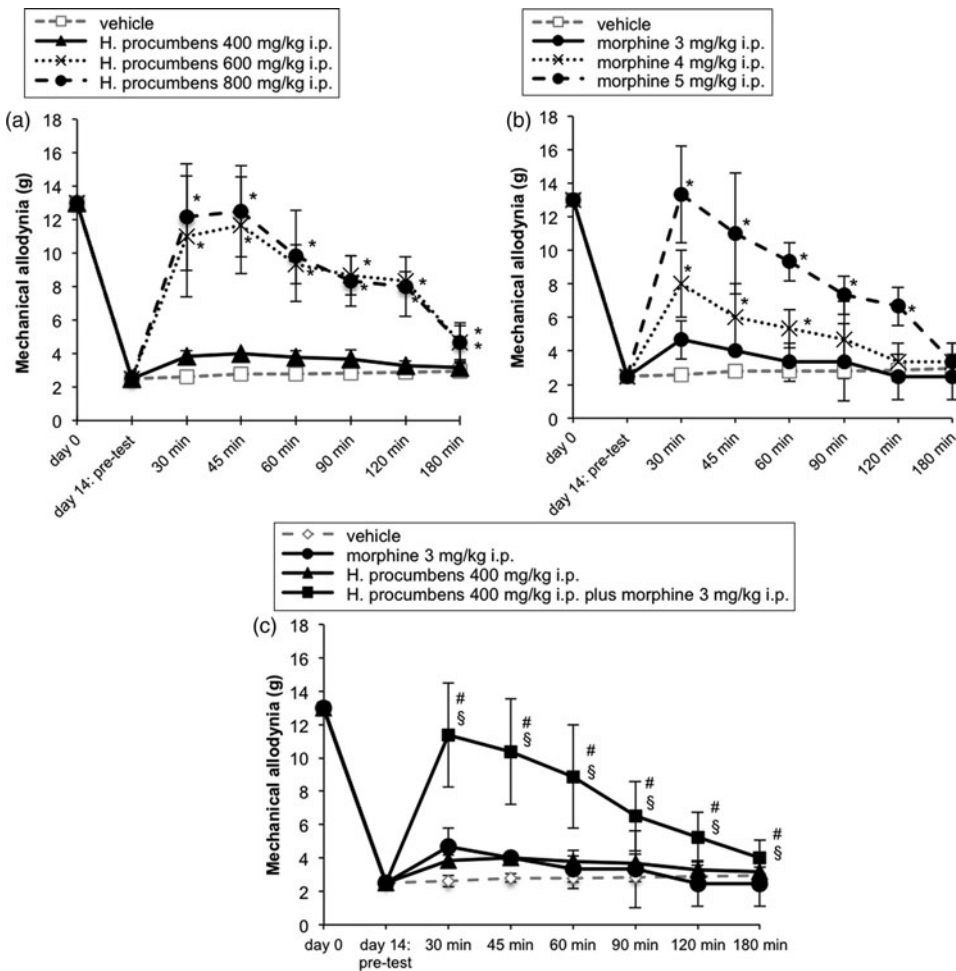 vehicle
H. procumbens 400 mg/kg i.p.
H. procumbens 600 mg/kg i.p.
H. procumbens 800 mg/kg i.p.
(a)
Mechanical allodynia (g)
18
16
14
12
10
8
6
4
2
0
* * * * * *
* * * * * *
day 0
day 14: pre-test
30 min
45 min
60 min
90 min
120 min
180 min
vehicle
morphine 3 mg/kg i.p.
morphine 4 mg/kg i.p.
morphine 5 mg/kg i.p.
(b)
Mechanical allodynia (g)
18
16
14
12
10
8
6
4
2
0
* * * * *
* * *
day 0
day 14: pre-test
30 min
45 min
60 min
90 min
120 min
180 min
vehicle
morphine 3 mg/kg i.p.
H. procumbens 400 mg/kg i.p.
H. procumbens 400 mg/kg i.p. plus morphine 3 mg/kg i.p.
(c)
Mechanical allodynia (g)
18
16
14
12
10
8
6
4
2
0
# # # # # #
§ § § § § §
day 0
day 14:
pre-test
30 min
45 min
60 min
90 min
120 min
180 min